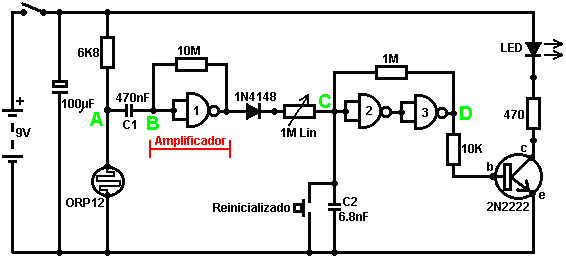 LED
6K8
10M
1M
470nF
1N4148
100µF
A
C1
B
1
C
2
3
D
470
9V
Amplificador
1M Lin
10K
c
b
ORP12
Reinicializado
C2
6.8nF
2N2222
e